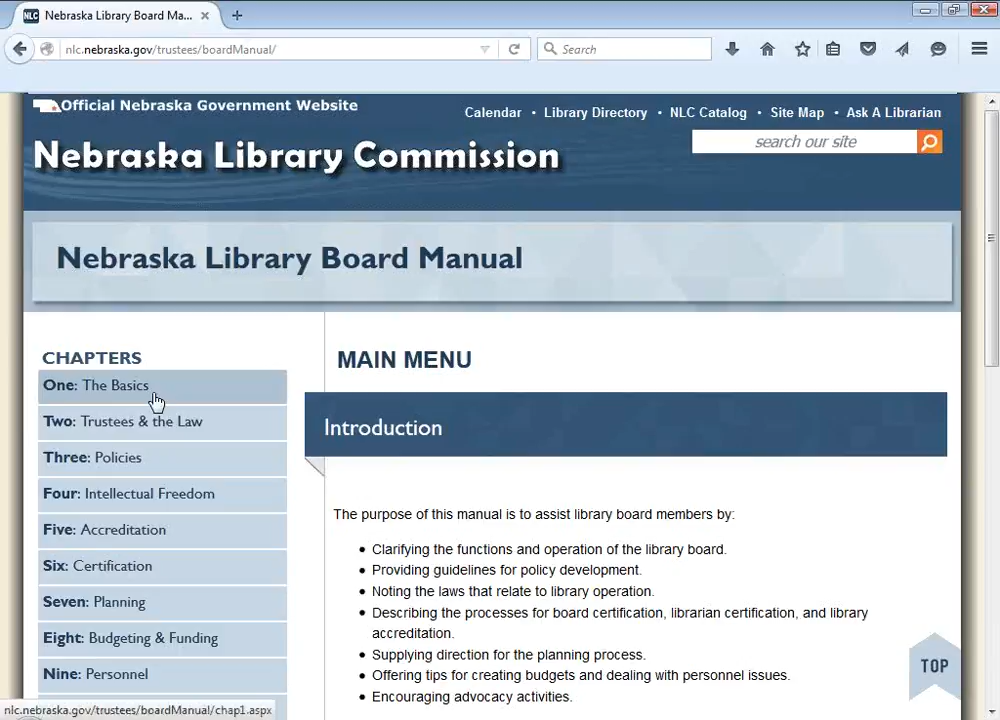 NLC Nebraska Library Board Ma... × +
nlc.nebraska.gov/trustees/boardManual/
Search
Official Nebraska Government Website
Calendar • Library Directory • NLC Catalog • Site Map • Ask A Librarian
Nebraska Library Commission
search our site
Nebraska Library Board Manual
CHAPTERS
One: The Basics
Two: Trustees & the Law
Three: Policies
Four: Intellectual Freedom
Five: Accreditation
Six: Certification
Seven: Planning
Eight: Budgeting & Funding
Nine: Personnel
MAIN MENU
Introduction
The purpose of this manual is to assist library board members by:
• Clarifying the functions and operation of the library board.
• Providing guidelines for policy development.
• Noting the laws that relate to library operation.
• Describing the processes for board certification, librarian certification, and library
accreditation.
• Supplying direction for the planning process.
• Offering tips for creating budgets and dealing with personnel issues.
• Encouraging advocacy activities.
TOP
nlc.nebraska.gov/trustees/boardManual/chap1.aspx